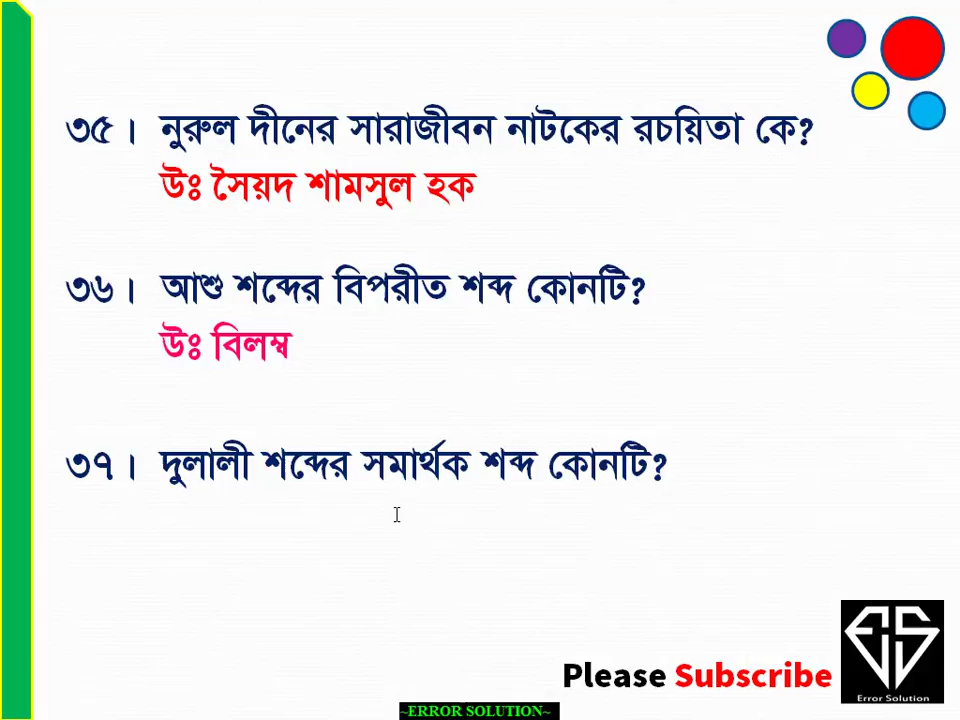 ৩৫। নুরুল দীনের সারাজীবন নাটকের রচয়িতা কে?
উঃ সৈয়দ শামসুল হক
৩৬। আশু শব্দের বিপরীত শব্দ কোনটি?
উঃ বিলম্ব
৩৭। দুলালী শব্দের সমার্থক শব্দ কোনটি?
Please Subscribe
ES
Error Solution
~ERROR SOLUTION~